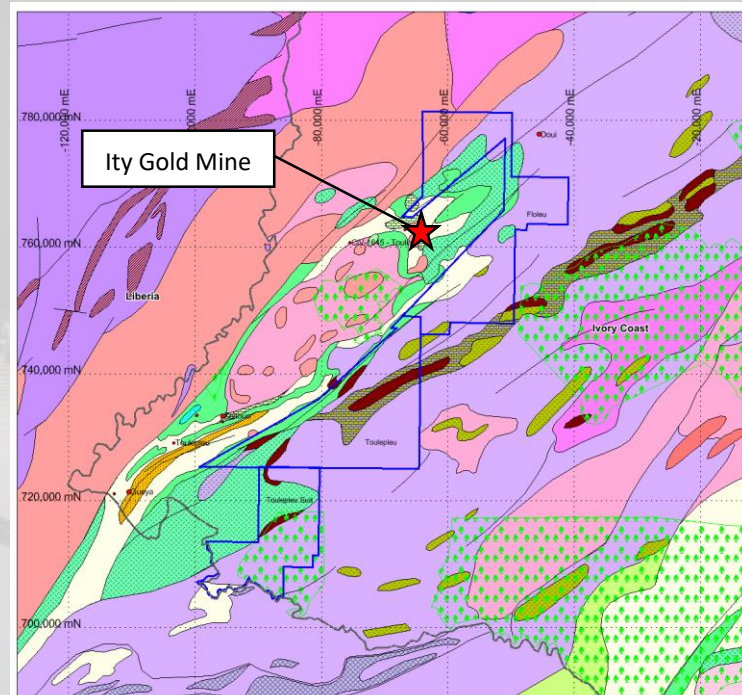 -120,000 mE
-80,000 mE
-60,000 mE
-40,000 mE
-20,000 mE
780,000 mN
Doui
Ity Gold Mine
Floleu
760,000 mN
Liberia
Ivory Coast
740,000 mN
Toulepleu
Toulepleu
720,000 mN
Toulepleu Sud
700,000 mN